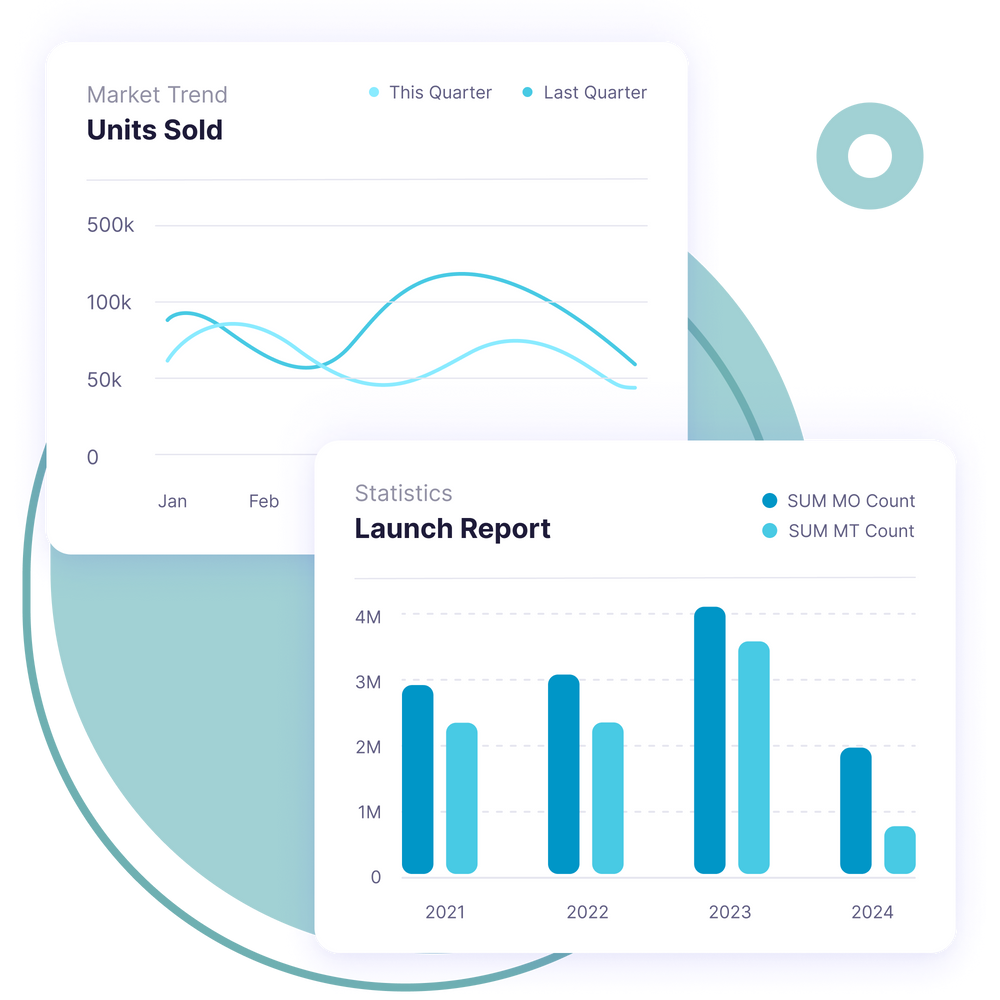 Market Trend
Units Sold
This Quarter
Last Quarter
500k
100k
50k
0
Jan
Feb
Statistics
Launch Report
SUM MO Count
SUM MT Count
4M
3M
2M
1M
0
2021
2022
2023
2024